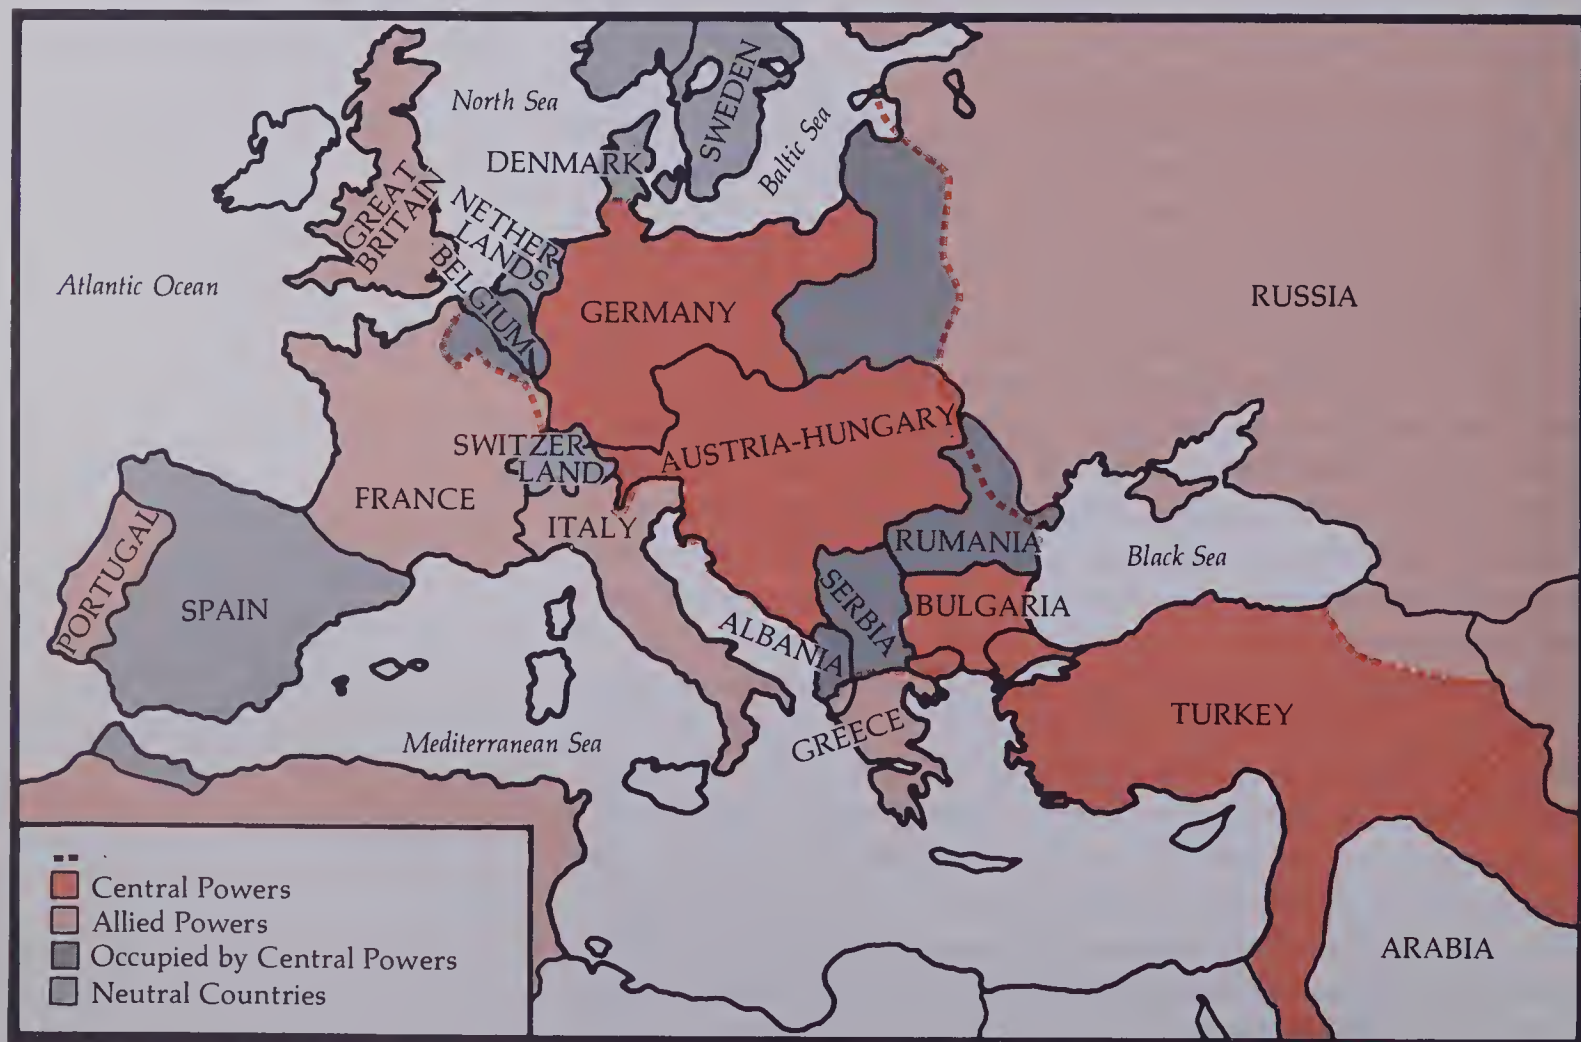 North Sea
SWEDEN
DENMARK
Baltic Sea
GREAT
BRITAIN
NETHER
LANDS
BELGIUM
Atlantic Ocean
GERMANY
RUSSIA
SWITZER-
LAND
AUSTRIA-HUNGARY
FRANCE
ITALY
RUMANIA
Black Sea
PORTUGAL
SPAIN
SERBIA
BULGARIA
ALBANIA
TURKEY
GREECE
Mediterranean Sea
Central Powers
Allied Powers
Occupied by Central Powers
Neutral Countries
ARABIA